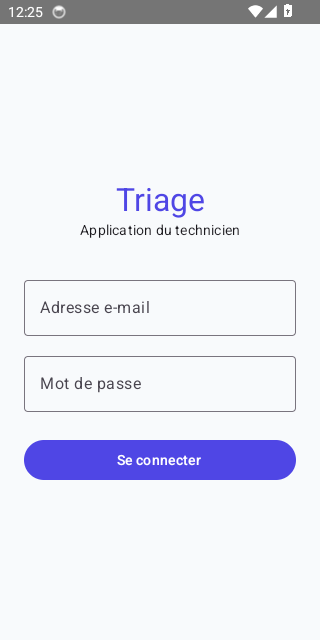 12:25
Triage
Application du technicien
Adresse e-mail
Mot de passe
Se connecter